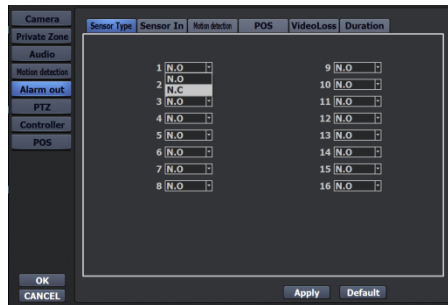 Camera
Private Zone
Audio
Motion detection
Alarm out
PTZ
Controller
POS
OK
CANCEL
Sensor Type Sensor In Motion detection POS VideoLoss Duration
1 N.O 9 N.O
N.O
2 10 N.O
N.C
3 N.O 11 N.O
4 N.O 12 N.O
5 N.O 13 N.O
6 N.O 14 N.O
7 N.O 15 N.O
8 N.O 16 N.O
Apply Default